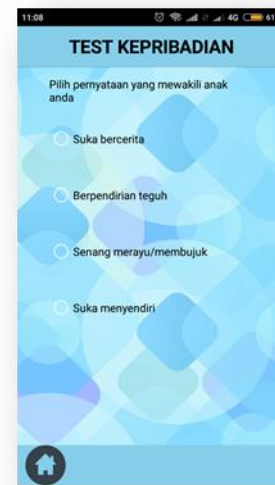 11:08
4G
61
TEST KEPRIBADIAN
Pilih pernyataan yang mewakili anak
anda
Suka bercerita
Berpendirian teguh
Senang merayu/membujuk
Suka menyendiri